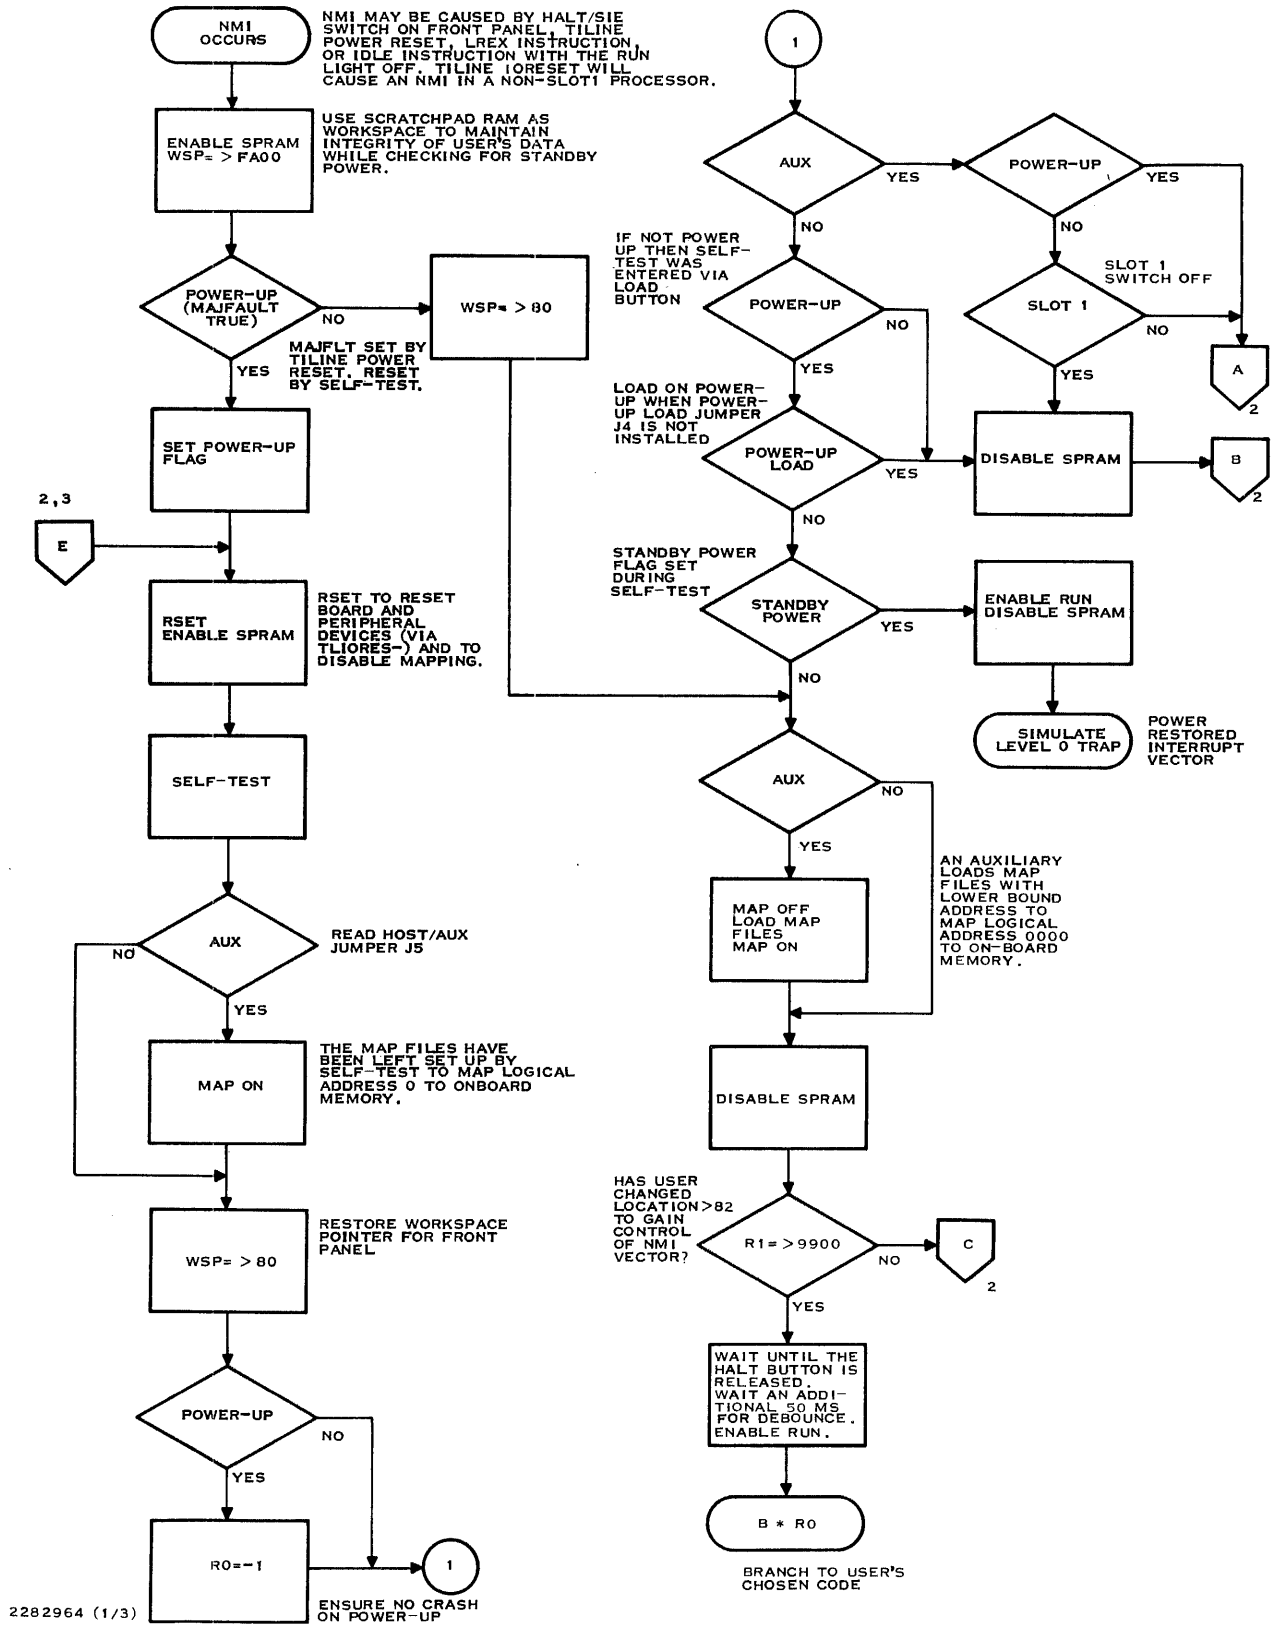 NMI
OCCURS
NMI MAY BE CAUSED BY HALT/SIE
SWITCH ON FRONT PANEL, TILINE
POWER RESET, LREX INSTRUCTION,
OR IDLE INSTRUCTION WITH THE RUN
LIGHT OFF. TILINE IORESET WILL
CAUSE AN NMI IN A NON-SLOT1 PROCESSOR.
ENABLE SPRAM
WSP= >FA00
USE SCRATCHPAD RAM AS
WORKSPACE TO MAINTAIN
INTEGRITY OF USER'S DATA
WHILE CHECKING FOR STANDBY
POWER.
POWER-UP
(MAJFAULT
TRUE)
NO
YES
WSP= >80
MAJFLT SET BY
TILINE POWER
RESET. RESET
BY SELF-TEST.
SET POWER-UP
FLAG
2,3
E
RSET
ENABLE SPRAM
RSET TO RESET
BOARD AND
PERIPHERAL
DEVICES (VIA
TLIORES-) AND TO
DISABLE MAPPING.
SELF-TEST
AUX
NO
YES
READ HOST/AUX
JUMPER J5
MAP ON
THE MAP FILES HAVE
BEEN LEFT SET UP BY
SELF-TEST TO MAP LOGICAL
ADDRESS 0 TO ONBOARD
MEMORY.
WSP= >80
RESTORE WORKSPACE
POINTER FOR FRONT
PANEL
POWER-UP
NO
YES
R0=-1
1
ENSURE NO CRASH
ON POWER-UP
2282964 (1/3)
1
AUX
YES
NO
POWER-UP
YES
NO
IF NOT POWER
UP THEN SELF-
TEST WAS
ENTERED VIA
LOAD
BUTTON
POWER-UP
NO
YES
SLOT 1
SWITCH OFF
SLOT 1
NO
YES
A
2
LOAD ON POWER-
UP WHEN POWER-
UP LOAD JUMPER
J4 IS NOT
INSTALLED
POWER-UP
LOAD
YES
NO
DISABLE SPRAM
B
2
STANDBY POWER
FLAG SET
DURING
SELF-TEST
STANDBY
POWER
YES
NO
ENABLE RUN
DISABLE SPRAM
SIMULATE
LEVEL 0 TRAP
POWER
RESTORED
INTERRUPT
VECTOR
AUX
NO
YES
MAP OFF
LOAD MAP
FILES
MAP ON
AN AUXILIARY
LOADS MAP
FILES WITH
LOWER BOUND
ADDRESS TO
MAP LOGICAL
ADDRESS 0000
TO ON-BOARD
MEMORY.
DISABLE SPRAM
HAS USER
CHANGED
LOCATION>82
TO GAIN
CONTROL
OF NMI
VECTOR?
R1= >9900
NO
YES
C
2
WAIT UNTIL THE
HALT BUTTON IS
RELEASED.
WAIT AN ADDI-
TIONAL 50 MS
FOR DEBOUNCE.
ENABLE RUN.
B * R0
BRANCH TO USER'S
CHOSEN CODE